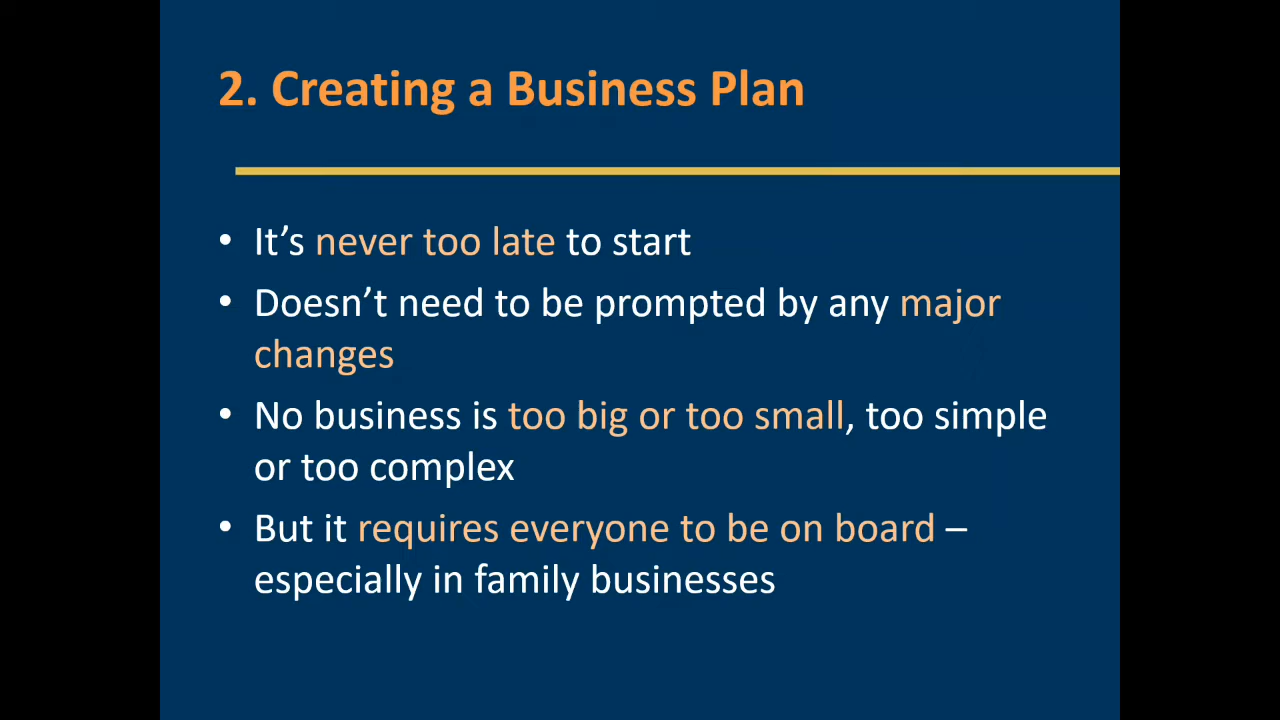 2. Creating a Business Plan
• It’s never too late to start
• Doesn’t need to be prompted by any major
changes
• No business is too big or too small, too simple
or too complex
• But it requires everyone to be on board –
especially in family businesses